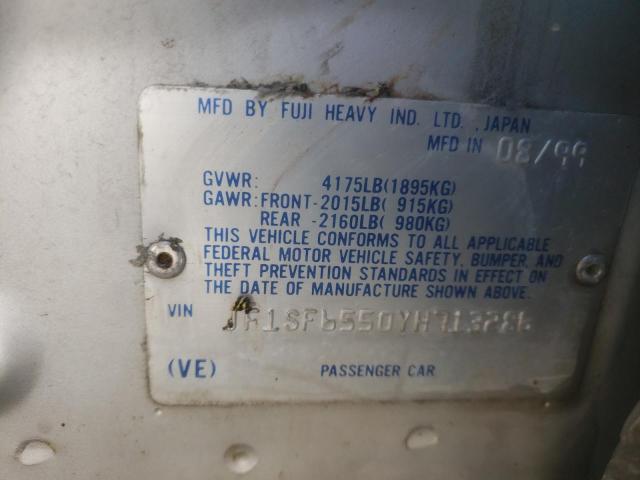 MFD BY FUJI HEAVY IND. LTD. , JAPAN
MFD IN 08/99
GVWR: 4175LB(1895KG)
GAWR:FRONT-2015LB( 915KG)
REAR -2160LB( 980KG)
THIS VEHICLE CONFORMS TO ALL APPLICABLE
FEDERAL MOTOR VEHICLE SAFETY, BUMPER, AND
THEFT PREVENTION STANDARDS IN EFFECT ON
THE DATE OF MANUFACTURE SHOWN ABOVE.
VIN JF1SF6550YH713286
(VE) PASSENGER CAR